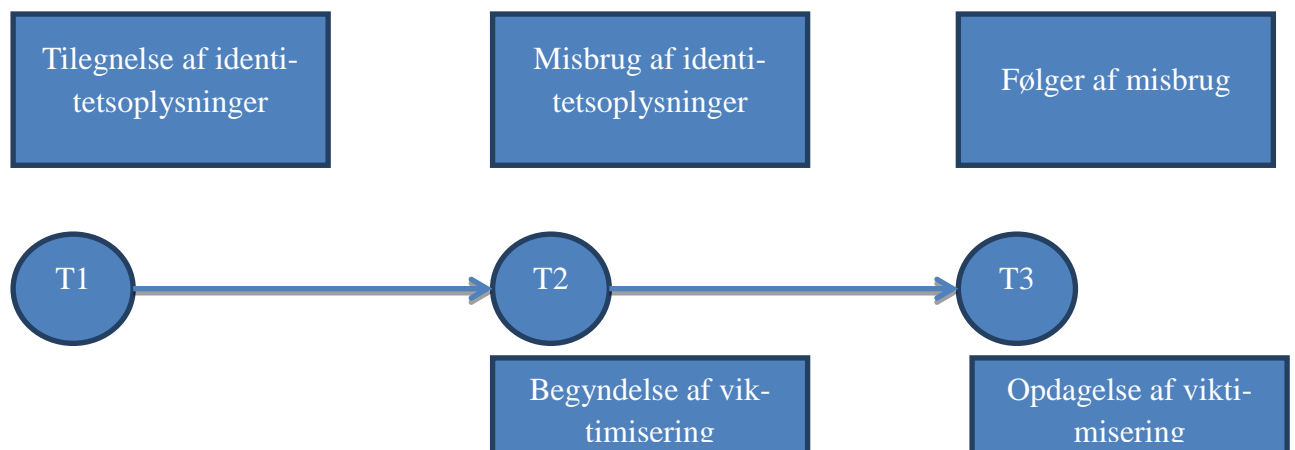 Tilegnelse af identi-
tetsoplysninger
Misbrug af identi-
tetsoplysninger
Følger af misbrug
T1
T2
T3
Begyndelse af vik-
timisering
Opdagelse af vikti-
misering